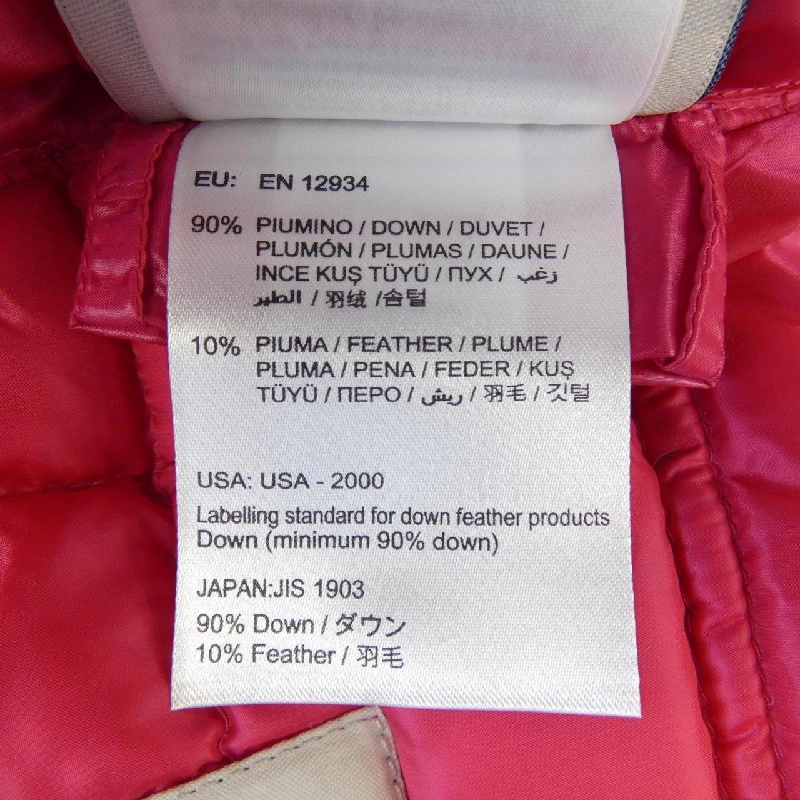 EU: EN 12934
90% PIUMINO / DOWN / DUVET /
PLUMÓN / PLUMAS / DAUNE /
INCE KUŞ TÜYÜ / ПУХ / زغب
الطير / 羽绒 /솜털
10% PIUMA / FEATHER / PLUME /
PLUMA / PENA / FEDER / KUŞ
TÜYÜ / ПЕРО / ريش / 羽毛 / 깃털
USA: USA - 2000
Labelling standard for down feather products
Down (minimum 90% down)
JAPAN:JIS 1903
90% Down / ダウン
10% Feather / 羽毛